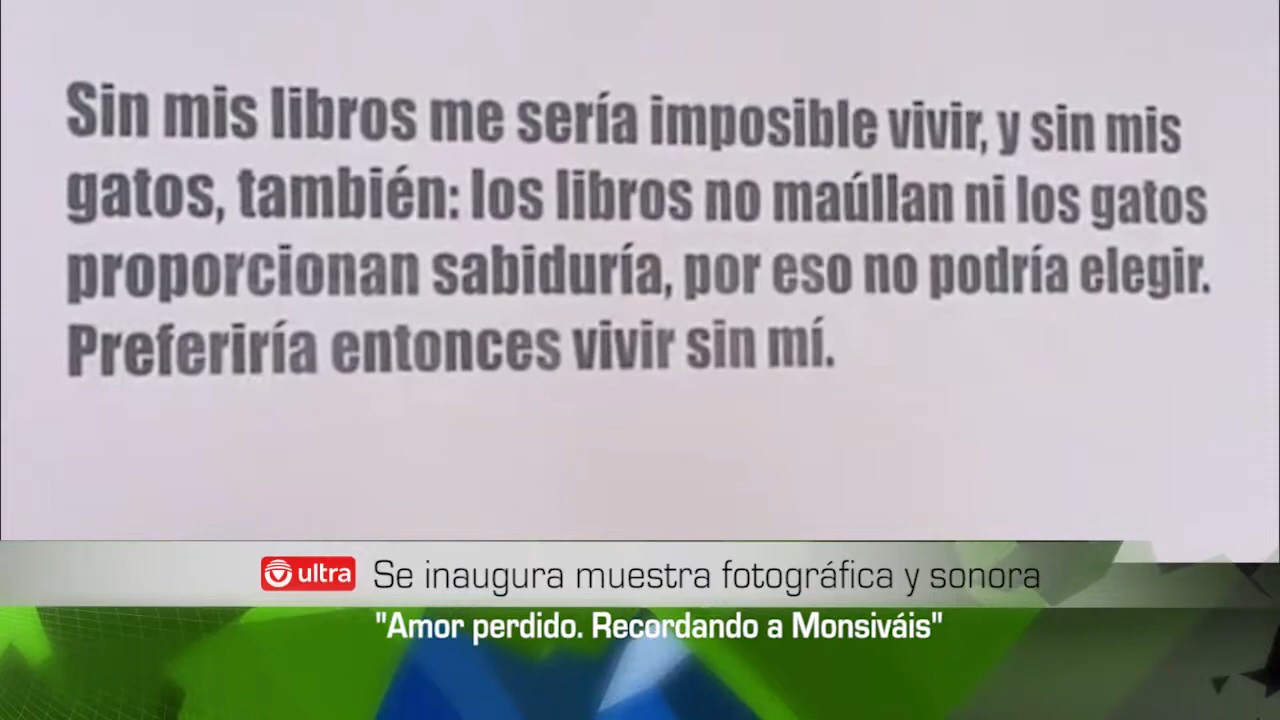 Sin mis libros me sería imposible vivir, y sin mis
gatos, también: los libros no maúllan ni los gatos
proporcionan sabiduría, por eso no podría elegir.
Preferiría entonces vivir sin mí.
ultra Se inaugura muestra fotográfica y sonora
"Amor perdido. Recordando a Monsiváis"